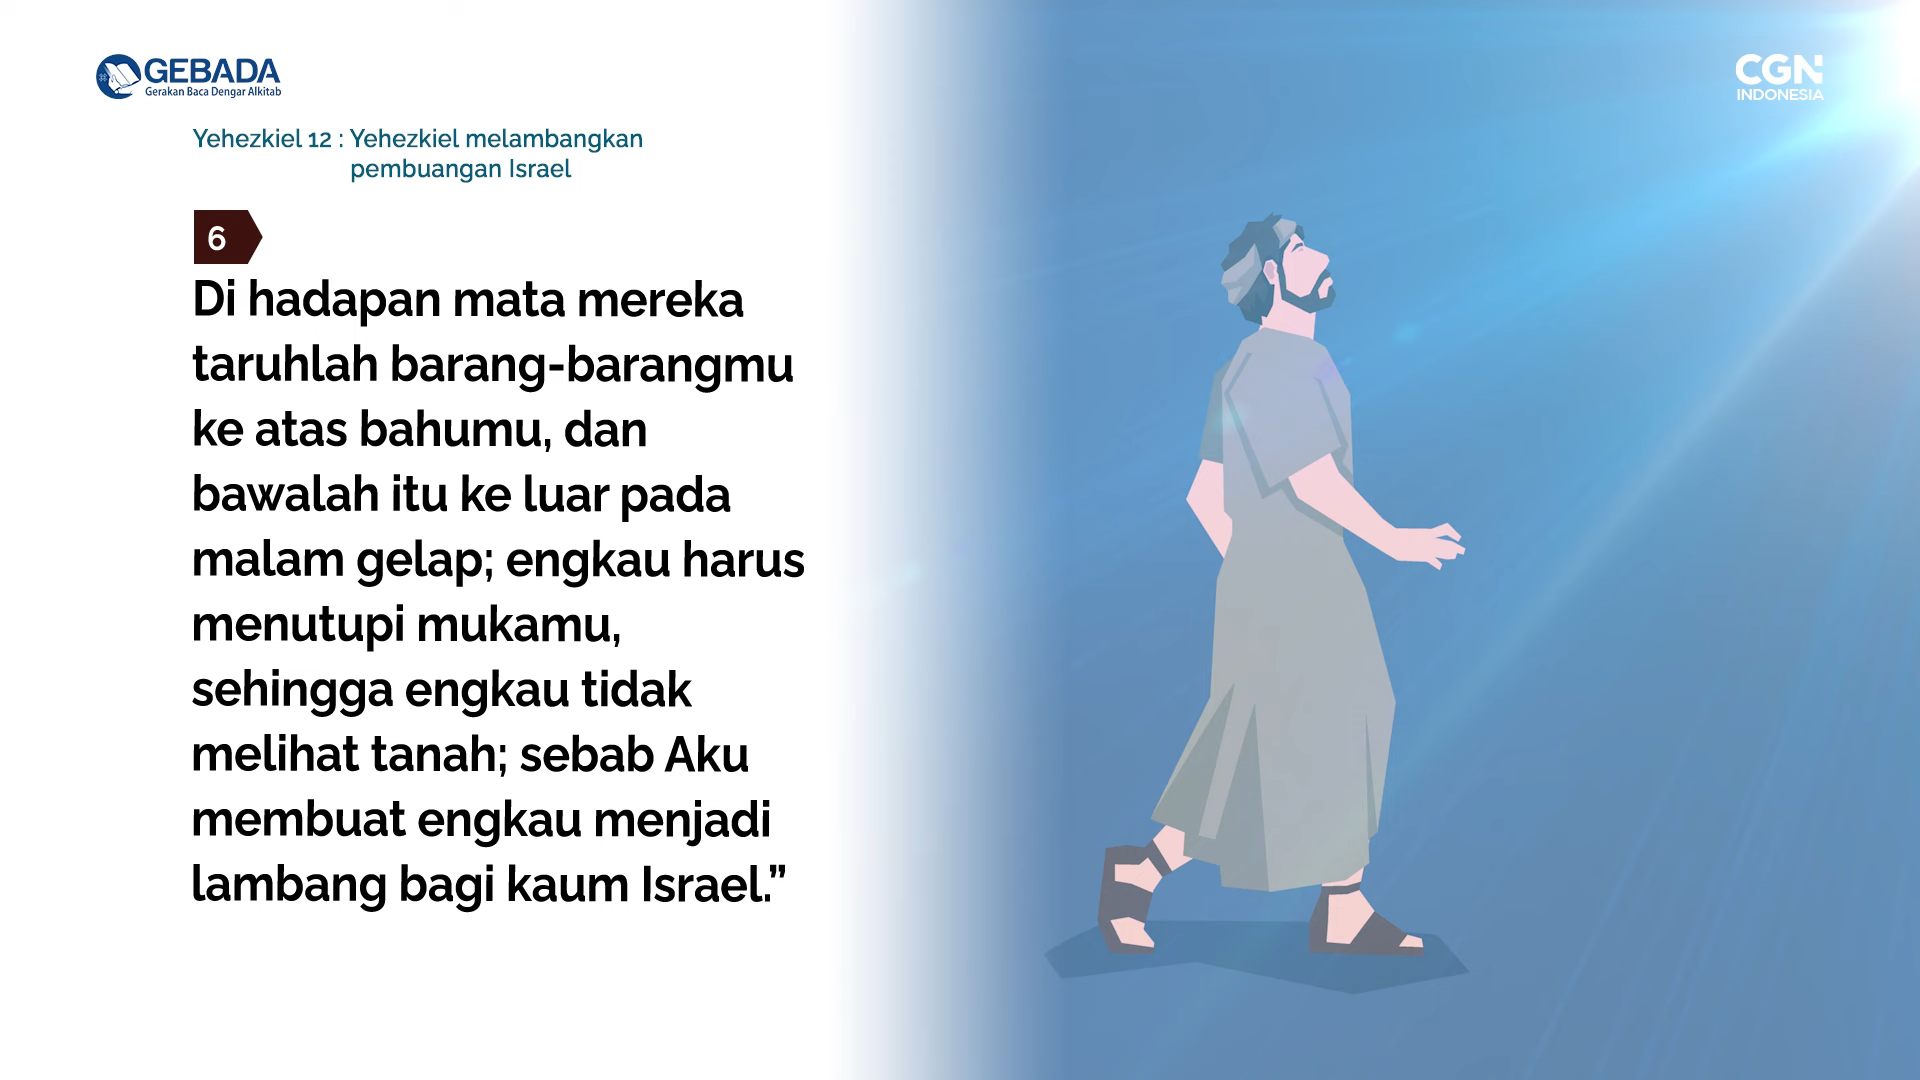 GEBADA
Gerakan Baca Dengar Alkitab
CGN
INDONESIA
Yehezkiel 12 : Yehezkiel melambangkan
pembuangan Israel
6
Di hadapan mata mereka
taruhlah barang-barangmu
ke atas bahumu, dan
bawalah itu ke luar pada
malam gelap; engkau harus
menutupi mukamu,
sehingga engkau tidak
melihat tanah; sebab Aku
membuat engkau menjadi
lambang bagi kaum Israel.”